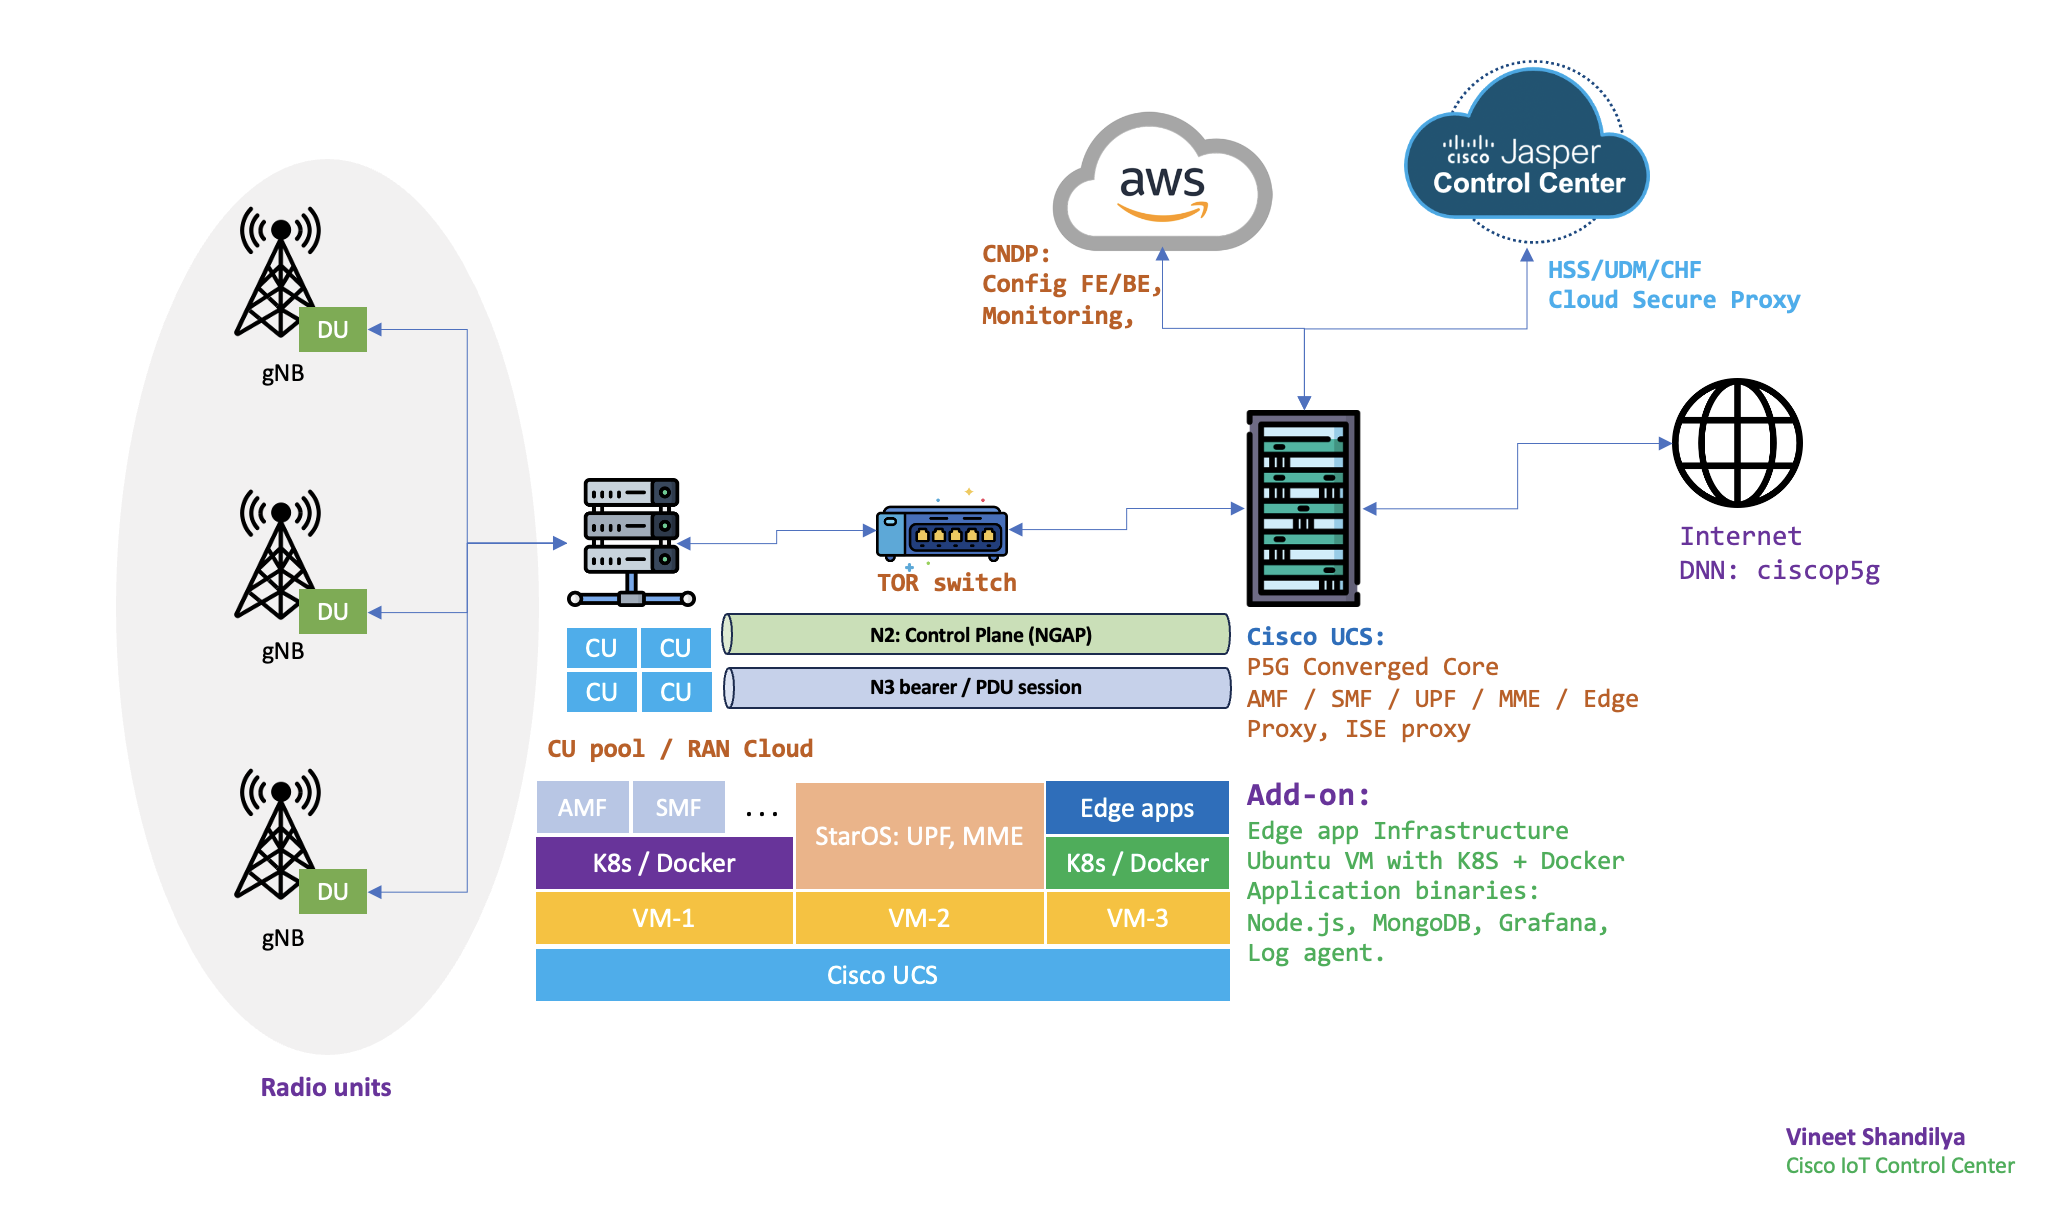 aws
CISCO Jasper
Control Center
CNDP:
Config FE/BE,
Monitoring,
HSS/UDM/CHF
Cloud Secure Proxy
DU
gNB
DU
gNB
DU
gNB
Radio units
TOR switch
Internet
DNN: ciscop5g
CU CU
CU CU
N2: Control Plane (NGAP)
N3 bearer / PDU session
CU pool / RAN Cloud
Cisco UCS:
P5G Converged Core
AMF / SMF / UPF / MME / Edge
Proxy, ISE proxy
AMF SMF ... StarOS: UPF, MME Edge apps
K8s / Docker K8s / Docker
VM-1 VM-2 VM-3
Cisco UCS
Add-on:
Edge app Infrastructure
Ubuntu VM with K8S + Docker
Application binaries:
Node.js, MongoDB, Grafana,
Log agent.
Vineet Shandilya
Cisco IoT Control Center